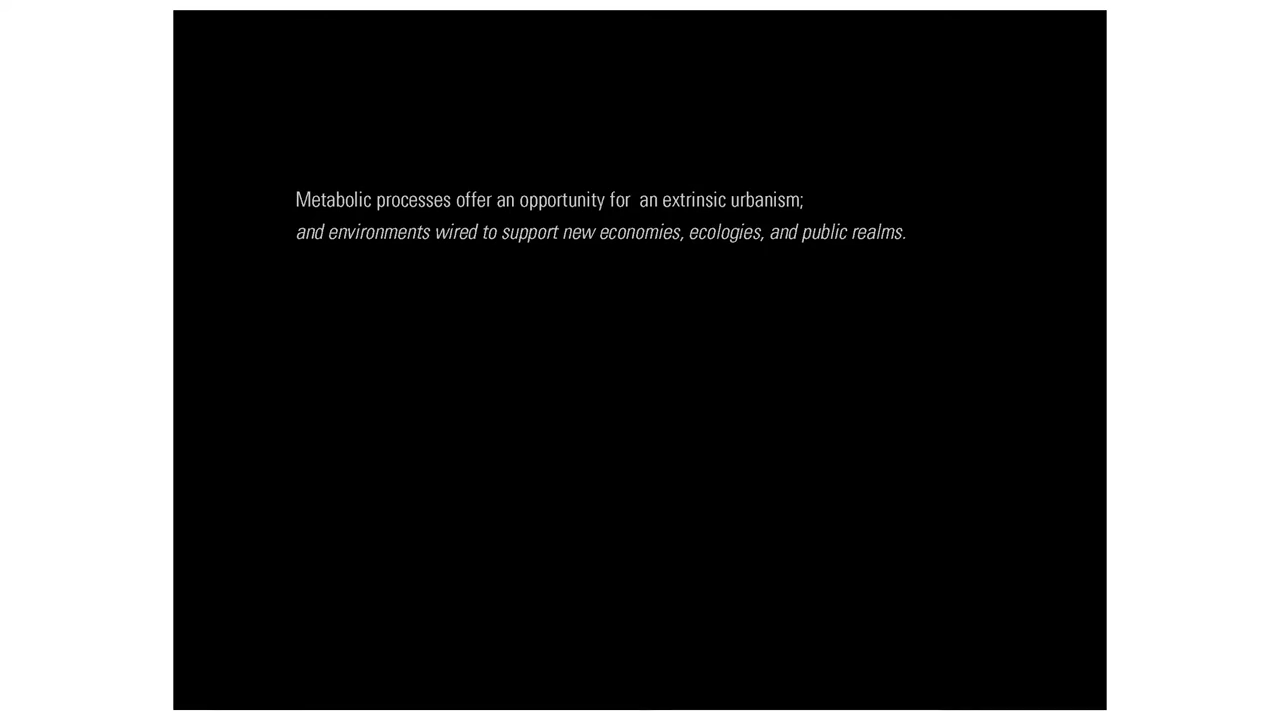 Metabolic processes offer an opportunity for  an extrinsic urbanism;
and environments wired to support new economies, ecologies, and public realms.